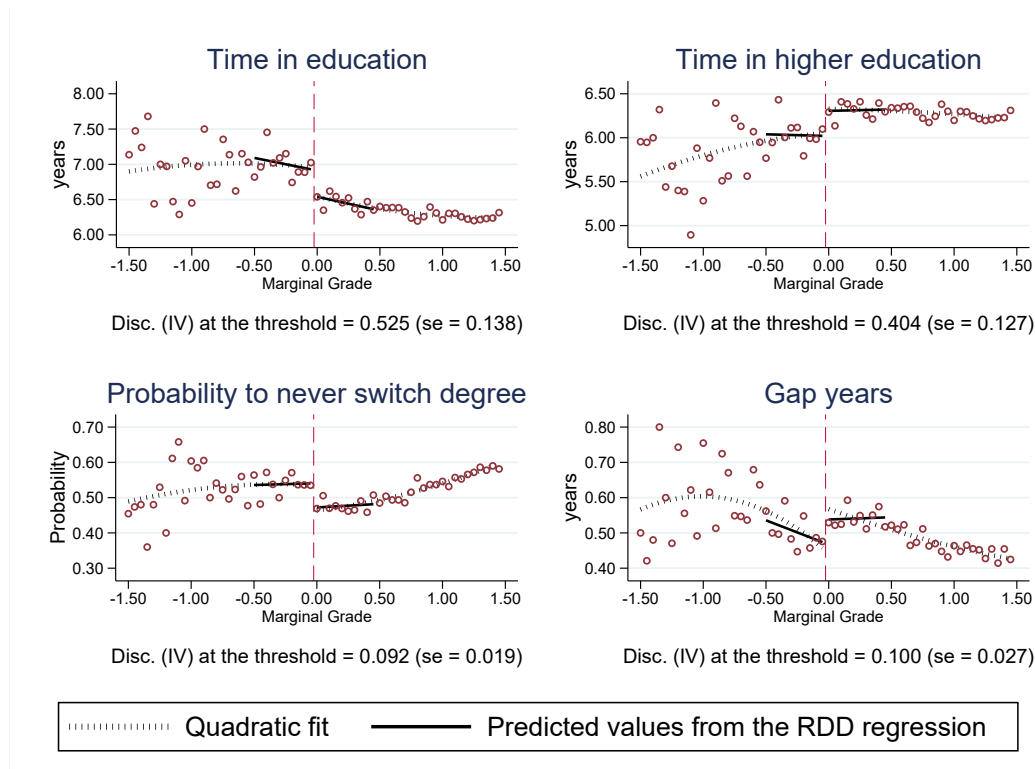 Time in education
8.00
7.50
7.00
6.50
6.00
years
-1.50 -1.00 -0.50 0.00 0.50 1.00 1.50
Marginal Grade
Disc. (IV) at the threshold = 0.525 (se = 0.138)
Time in higher education
6.50
6.00
5.50
5.00
years
-1.50 -1.00 -0.50 0.00 0.50 1.00 1.50
Marginal Grade
Disc. (IV) at the threshold = 0.404 (se = 0.127)
Probability to never switch degree
0.70
0.60
0.50
0.40
0.30
Probability
-1.50 -1.00 -0.50 0.00 0.50 1.00 1.50
Marginal Grade
Disc. (IV) at the threshold = 0.092 (se = 0.019)
Gap years
0.80
0.70
0.60
0.50
0.40
years
-1.50 -1.00 -0.50 0.00 0.50 1.00 1.50
Marginal Grade
Disc. (IV) at the threshold = 0.100 (se = 0.027)
Quadratic fit Predicted values from the RDD regression